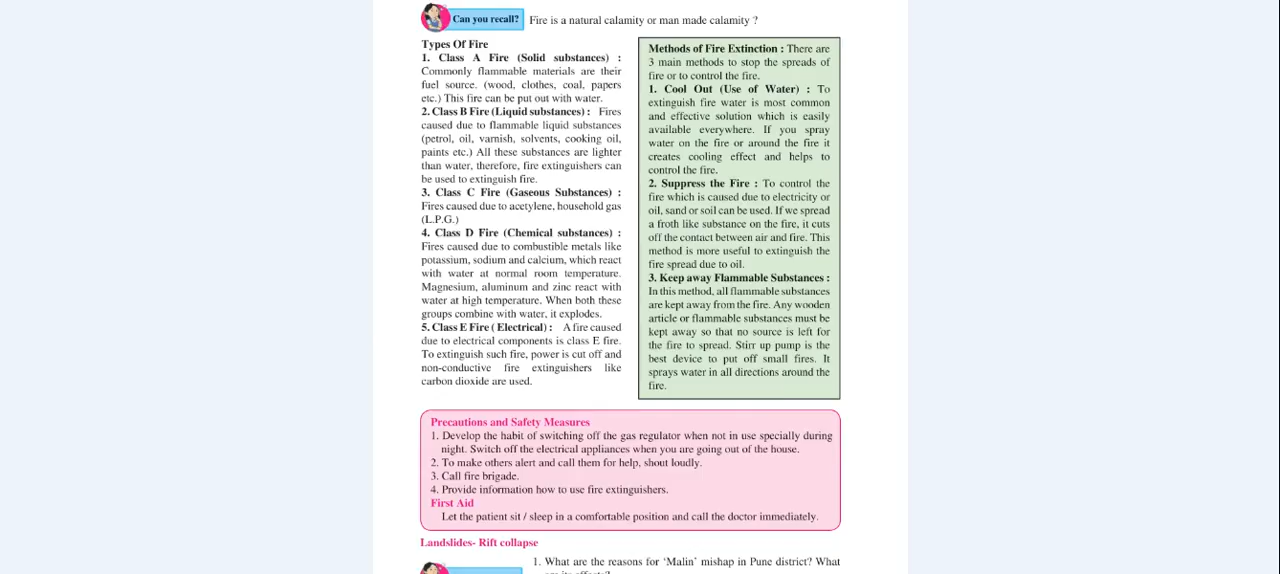 Can you recall? Fire is a natural calamity or man made calamity ?
Types Of Fire
1. Class A Fire (Solid substances) :
Commonly flammable materials are their
fuel source. (wood, clothes, coal, papers
etc.) This fire can be put out with water.
2. Class B Fire (Liquid substances) : Fires
caused due to flammable liquid substances
(petrol, oil, varnish, solvents, cooking oil,
paints etc.) All these substances are lighter
than water, therefore, fire extinguishers can
be used to extinguish fire.
3. Class C Fire (Gaseous Substances) :
Fires caused due to acetylene, household gas
(L.P.G.)
4. Class D Fire (Chemical substances) :
Fires caused due to combustible metals like
potassium, sodium and calcium, which react
with water at normal room temperature.
Magnesium, aluminum and zinc react with
water at high temperature. When both these
groups combine with water, it explodes.
5. Class E Fire ( Electrical) : A fire caused
due to electrical components is class E fire.
To extinguish such fire, power is cut off and
non-conductive fire extinguishers like
carbon dioxide are used.
Methods of Fire Extinction : There are
3 main methods to stop the spreads of
fire or to control the fire.
1. Cool Out (Use of Water) : To
extinguish fire water is most common
and effective solution which is easily
available everywhere. If you spray
water on the fire or around the fire it
creates cooling effect and helps to
control the fire.
2. Suppress the Fire : To control the
fire which is caused due to electricity or
oil, sand or soil can be used. If we spread
a froth like substance on the fire, it cuts
off the contact between air and fire. This
method is more useful to extinguish the
fire spread due to oil.
3. Keep away Flammable Substances :
In this method, all flammable substances
are kept away from the fire. Any wooden
article or flammable substances must be
kept away so that no source is left for
the fire to spread. Stirr up pump is the
best device to put off small fires. It
sprays water in all directions around the
fire.
Precautions and Safety Measures
1. Develop the habit of switching off the gas regulator when not in use specially during
night. Switch off the electrical appliances when you are going out of the house.
2. To make others alert and call them for help, shout loudly.
3. Call fire brigade.
4. Provide information how to use fire extinguishers.
First Aid
Let the patient sit / sleep in a comfortable position and call the doctor immediately.
Landslides- Rift collapse
1. What are the reasons for ‘Malin’ mishap in Pune district? What